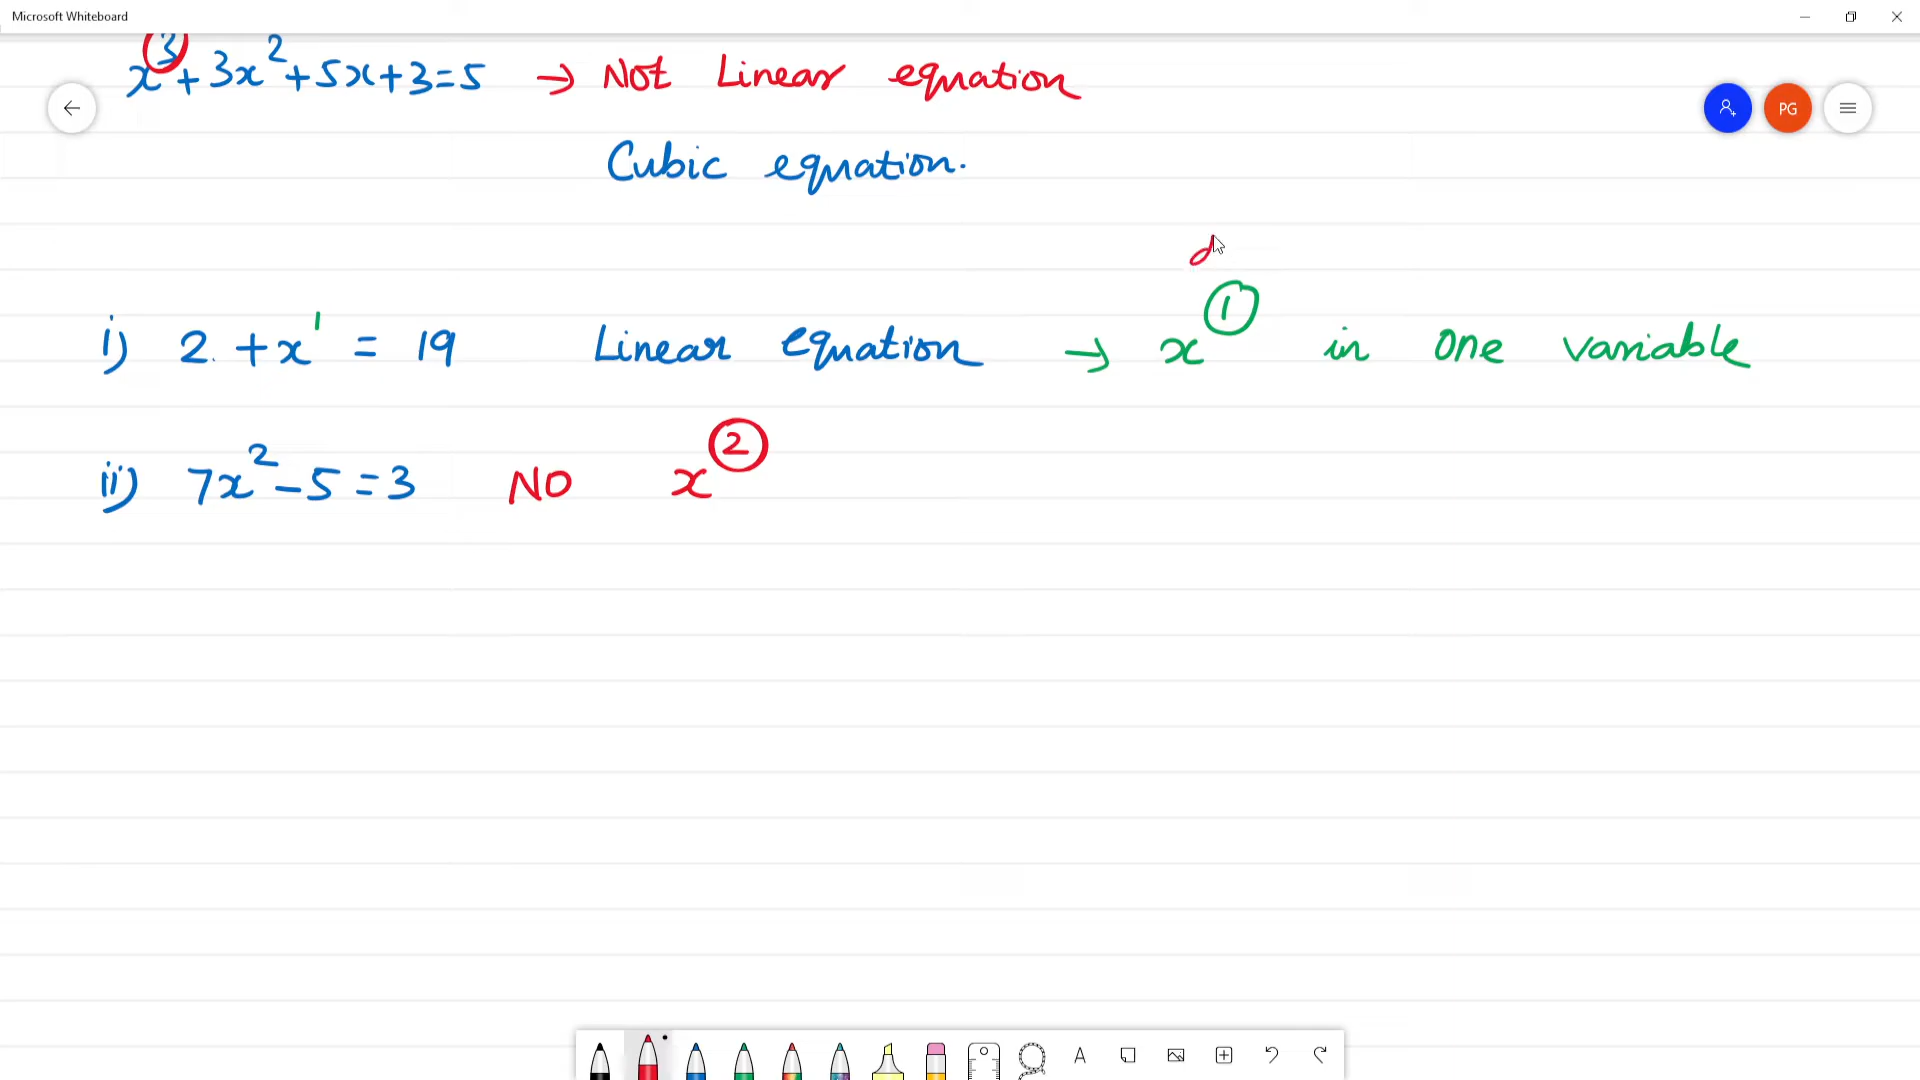 Microsoft Whiteboard
x³ + 3x² + 5x + 3 = 5 → Not Linear equation
PG
Cubic equation.
d
i) 2. + x¹ = 19 Linear equation → x¹ in one variable
ii) 7x² - 5 = 3 NO x²
A